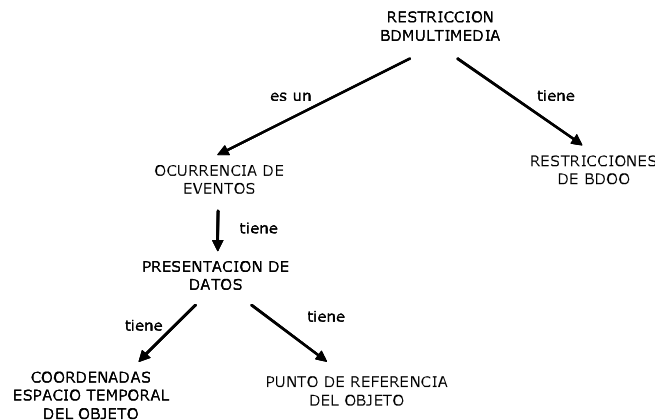 RESTRICCION
BDMULTIMEDIA
es un
tiene
OCURRENCIA DE
EVENTOS
RESTRICCIONES
DE BDOO
tiene
PRESENTACION DE
DATOS
tiene
tiene
COORDENADAS
ESPACIO TEMPORAL
DEL OBJETO
PUNTO DE REFERENCIA
DEL OBJETO